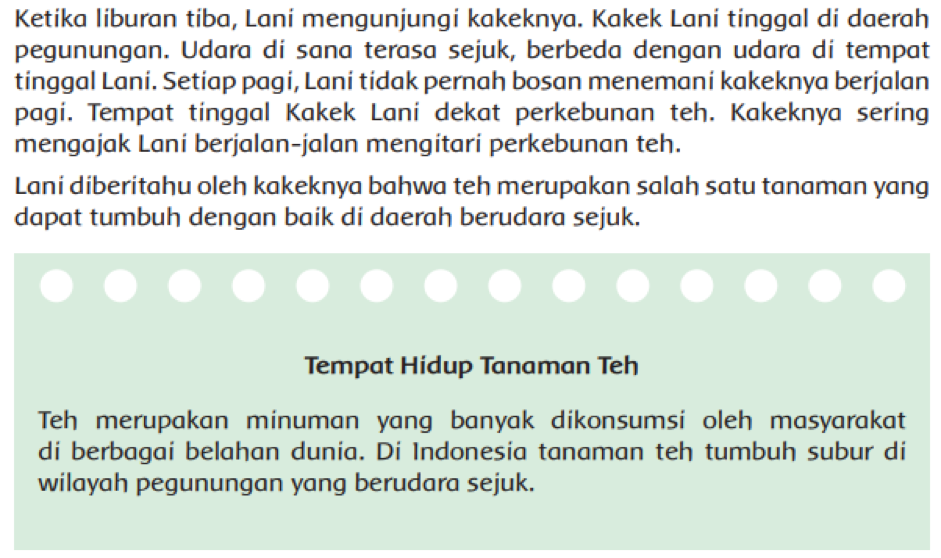 Ketika liburan tiba, Lani mengunjungi kakeknya. Kakek Lani tinggal di daerah
pegunungan. Udara di sana terasa sejuk, berbeda dengan udara di tempat
tinggal Lani. Setiap pagi, Lani tidak pernah bosan menemani kakeknya berjalan
pagi. Tempat tinggal Kakek Lani dekat perkebunan teh. Kakeknya sering
mengajak Lani berjalan-jalan mengitari perkebunan teh.
Lani diberitahu oleh kakeknya bahwa teh merupakan salah satu tanaman yang
dapat tumbuh dengan baik di daerah berudara sejuk.
Tempat Hidup Tanaman Teh
Teh merupakan minuman yang banyak dikonsumsi oleh masyarakat
di berbagai belahan dunia. Di Indonesia tanaman teh tumbuh subur di
wilayah pegunungan yang berudara sejuk.